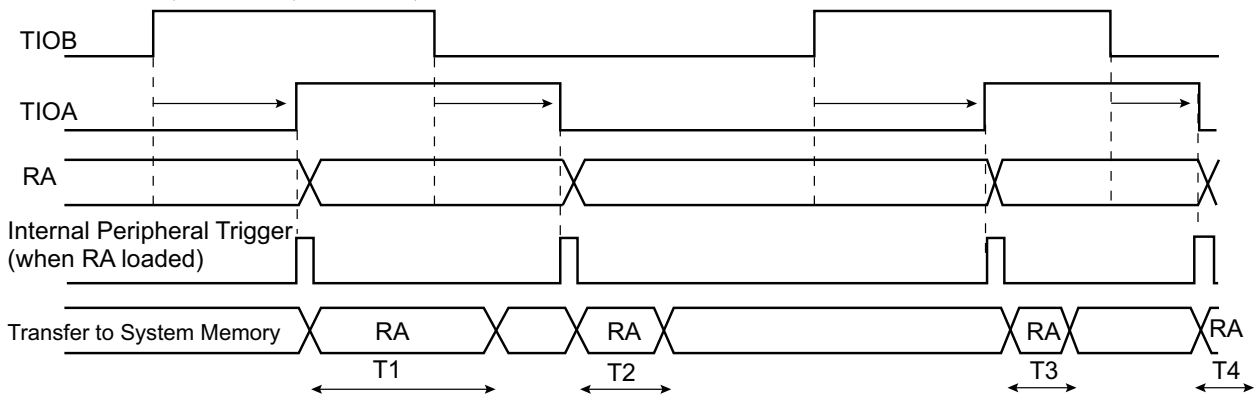 TIOB
TIOA
RA
Internal Peripheral Trigger
(when RA loaded)
Transfer to System Memory RA RA RA RA
T1 T2 T3 T4